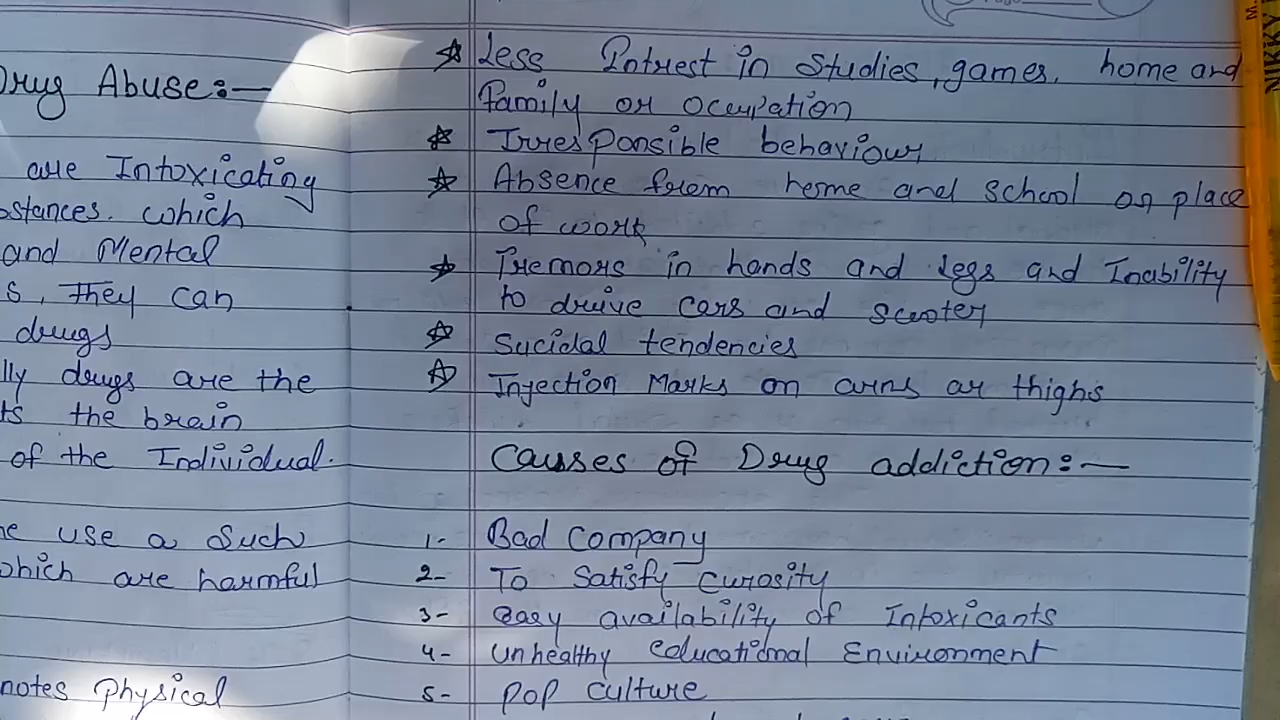 Drug Abuse:—
are Intoxicating
stances. which
and Mental
s, They can
drugs
lly drugs are the
ts the brain
of the Individual.
he use a such
which are harmful
notes Physical
☆ Less Intrest in studies, games, home and
family or Occupation
☆ Irresponsible behaviour
☆ Absence from home and school or place
of work
☆ Tremors in hands and legs and Inability
to drive cars and scooter
☆ Sucidal tendencies
☆ Injection Marks on arms or thighs
Causes of Drug addiction:—
1- Bad Company
2- To Satisfy curosity
3- easy availability of Intoxicants
4- unhealthy educational Environment
5- Pop culture
NIKKY
M.